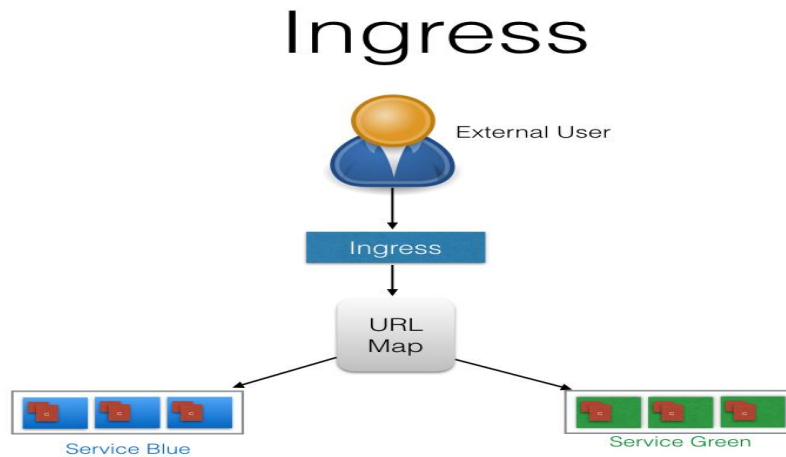 Ingress
External User
Ingress
URL
Map
Service Blue
Service Green